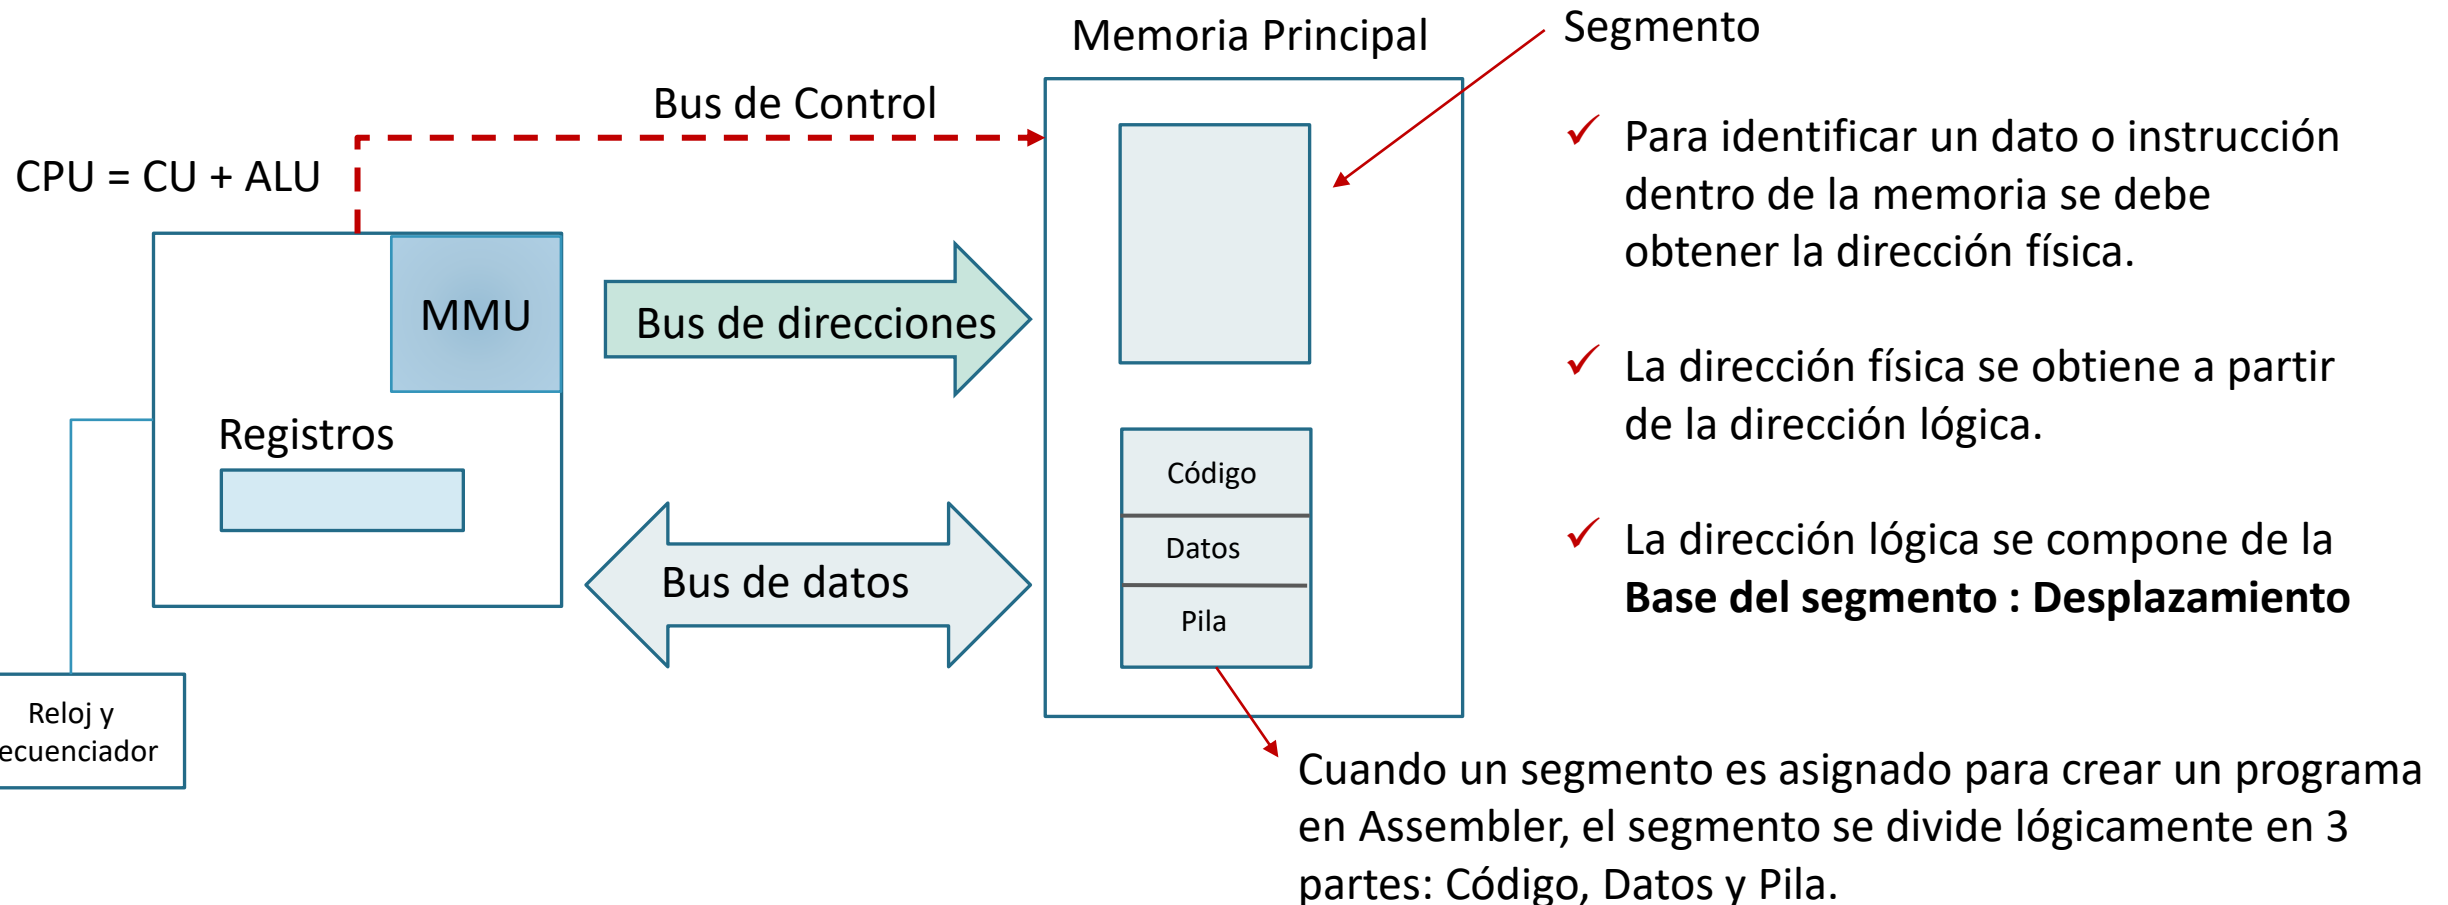 Memoria Principal
Segmento
Bus de Control
CPU = CU + ALU
MMU
Bus de direcciones
Registros
Bus de datos
Código
Datos
Pila
Reloj y
ecuenciador
Para identificar un dato o instrucción
dentro de la memoria se debe
obtener la dirección física.
La dirección física se obtiene a partir
de la dirección lógica.
La dirección lógica se compone de la
Base del segmento : Desplazamiento
Cuando un segmento es asignado para crear un programa
en Assembler, el segmento se divide lógicamente en 3
partes: Código, Datos y Pila.